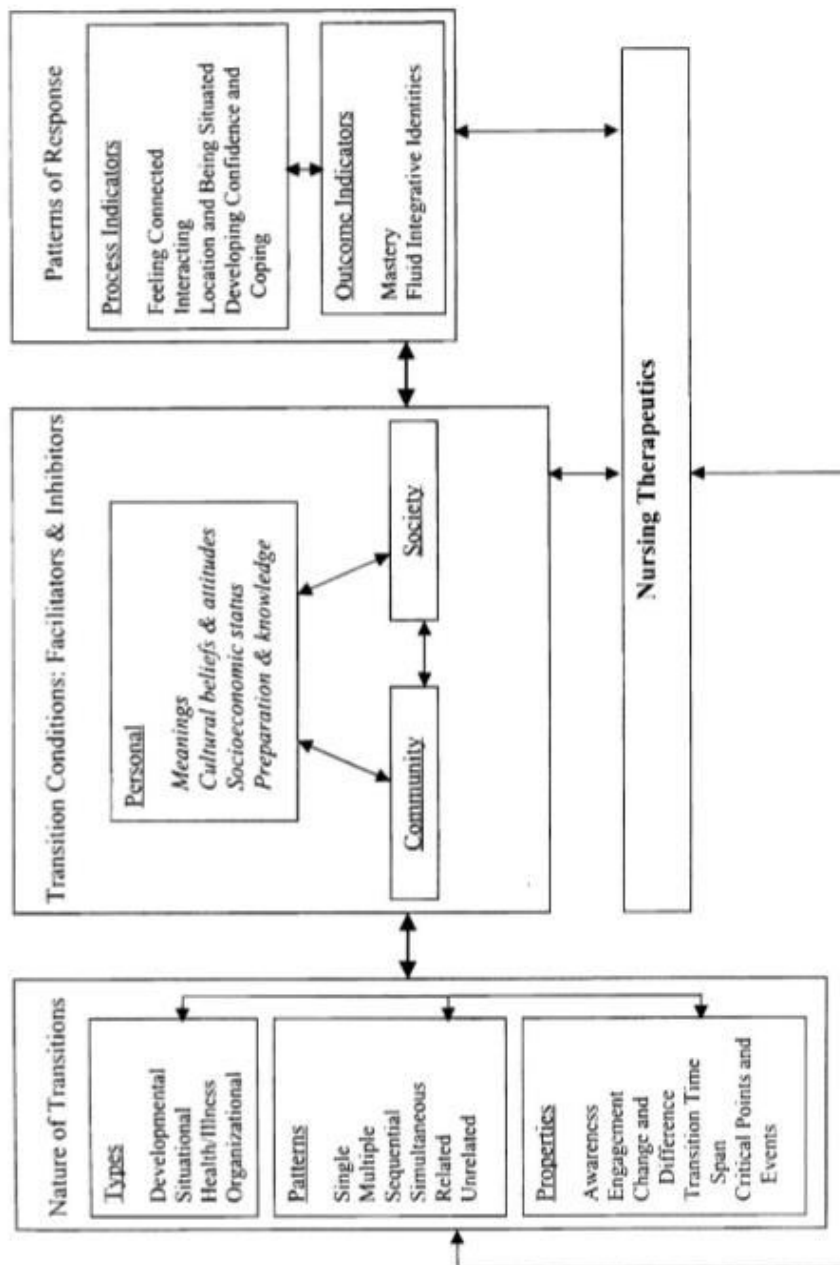 Nature of Transitions
Types
Developmental
Situational
Health/Illness
Organizational
Patterns
Single
Multiple
Sequential
Simultaneous
Related
Unrelated
Properties
Awareness
Engagement
Change and
Difference
Transition Time
Span
Critical Points and
Events
Transition Conditions: Facilitators & Inhibitors
Personal
Meanings
Cultural beliefs & attitudes
Socioeconomic status
Preparation & knowledge
Community
Society
Patterns of Response
Process Indicators
Feeling Connected
Interacting
Location and Being Situated
Developing Confidence and
Coping
Outcome Indicators
Mastery
Fluid Integrative Identities
Nursing Therapeutics